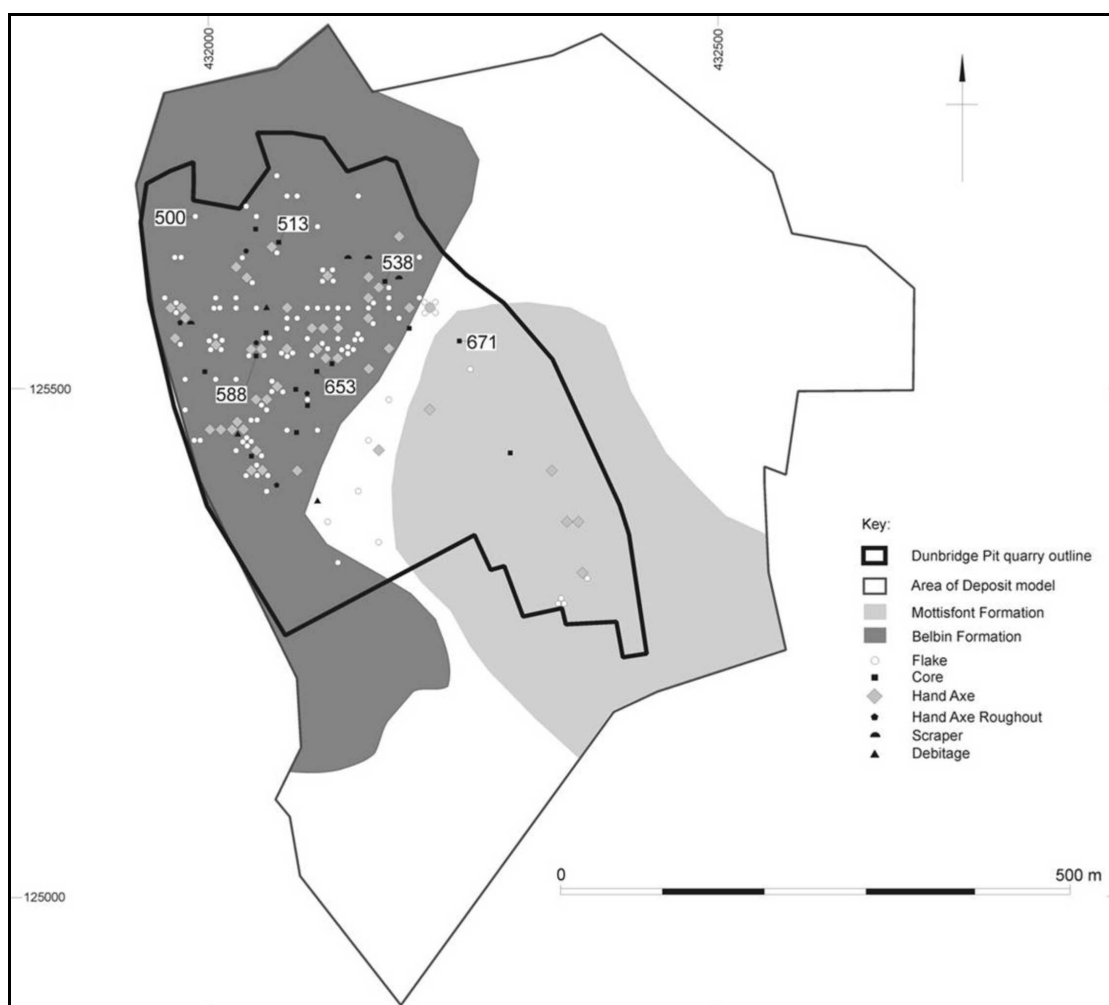 432000
432500
500
513
538
671
125500
588
653
Key:
Dunbridge Pit quarry outline
Area of Deposit model
Mottisfont Formation
Belbin Formation
Flake
Core
Hand Axe
Hand Axe Roughout
Scraper
Debitage
0 500 m
125000